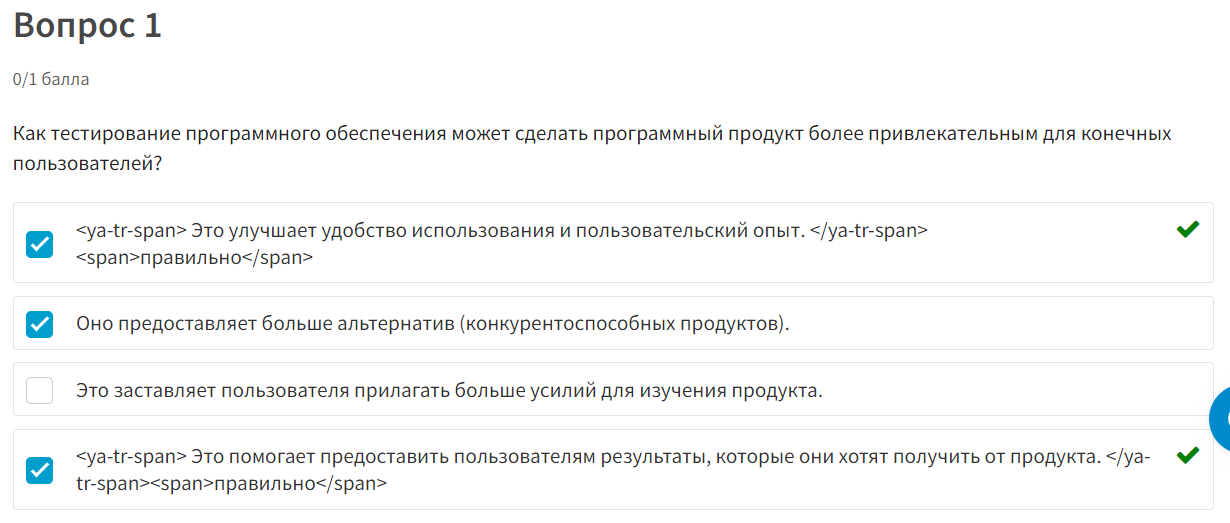 Вопрос 1
0/1 балла
Как тестирование программного обеспечения может сделать программный продукт более привлекательным для конечных
пользователей?
<ya-tr-span> Это улучшает удобство использования и пользовательский опыт. </ya-tr-span>
<span>правильно</span>
Оно предоставляет больше альтернатив (конкурентоспособных продуктов).
Это заставляет пользователя прилагать больше усилий для изучения продукта.
<ya-tr-span> Это помогает предоставить пользователям результаты, которые они хотят получить от продукта. </ya-
tr-span><span>правильно</span>